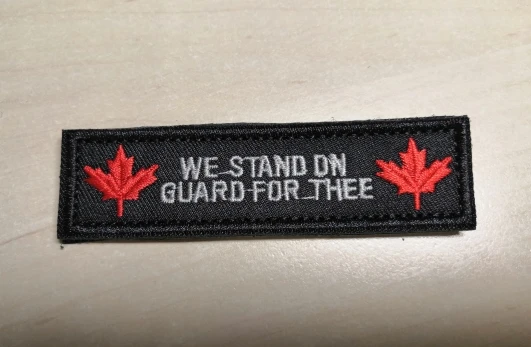 WE STAND ON
GUARD FOR THEE